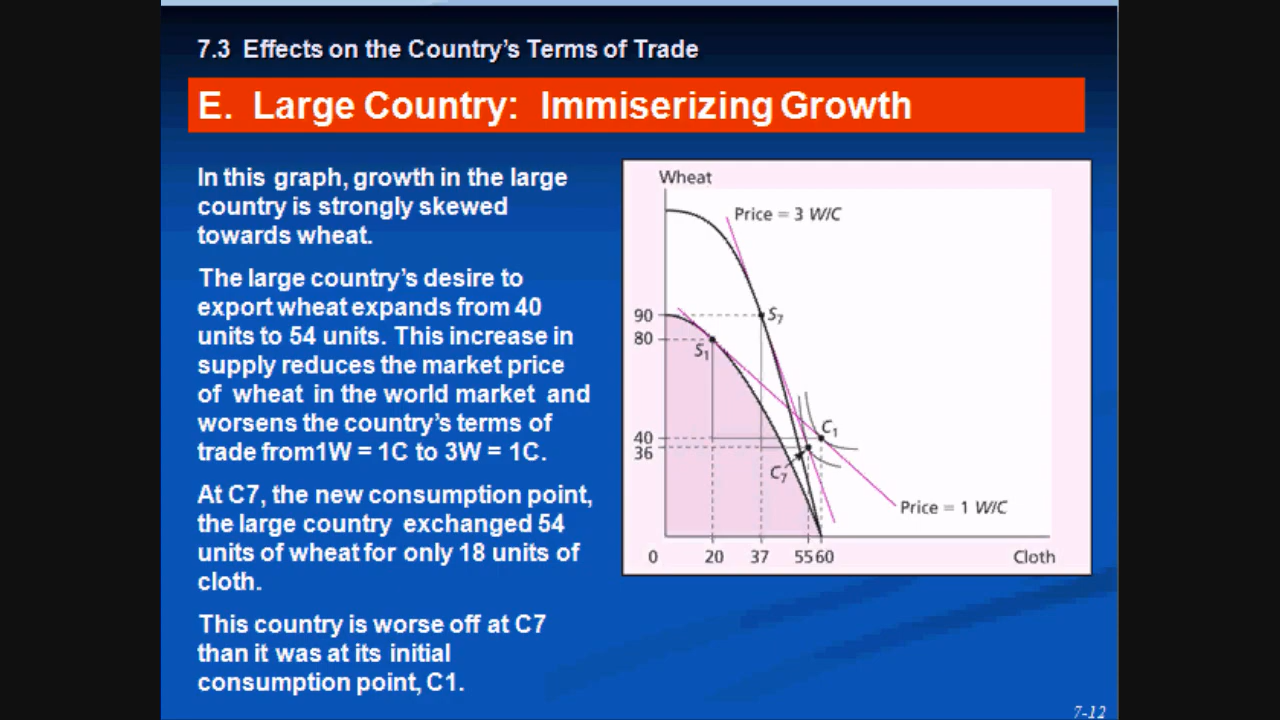 7.3 Effects on the Country's Terms of Trade
E. Large Country: Immiserizing Growth
In this graph, growth in the large
country is strongly skewed
towards wheat.
The large country's desire to
export wheat expands from 40
units to 54 units. This increase in
supply reduces the market price
of wheat in the world market and
worsens the country's terms of
trade from1W = 1C to 3W = 1C.
At C7, the new consumption point,
the large country exchanged 54
units of wheat for only 18 units of
cloth.
This country is worse off at C7
than it was at its initial
consumption point, C1.
Wheat
Price = 3 W/C
90
S7
80
S1
40
C1
36
C7
Price = 1 W/C
0 20 37 55 60 Cloth
7-12